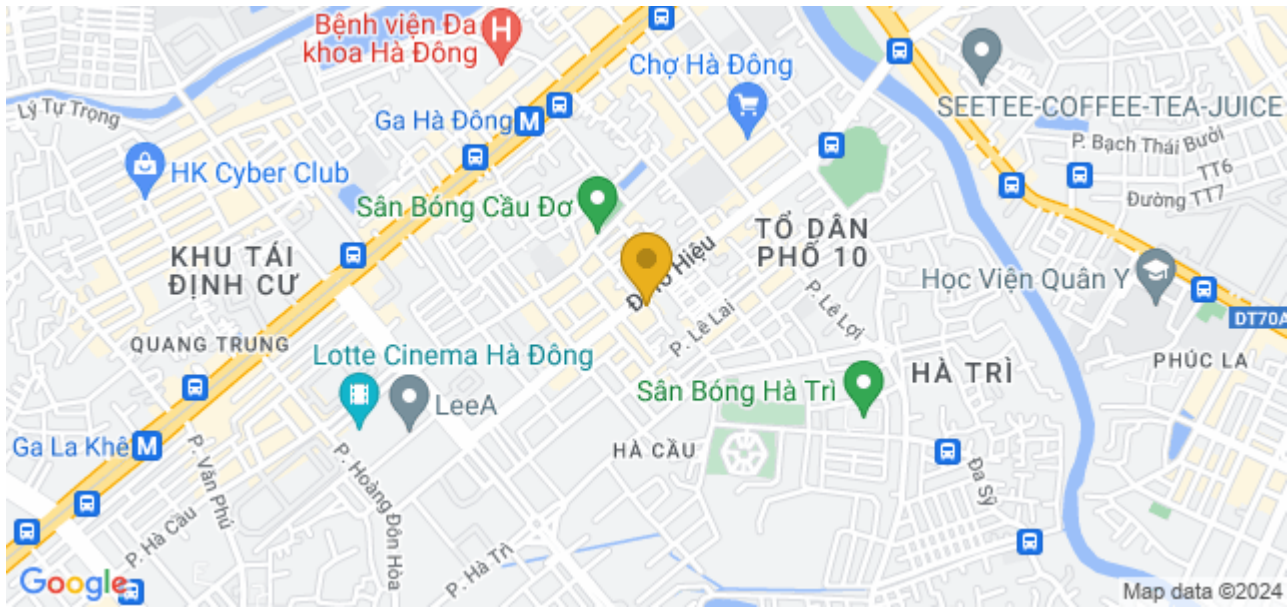 Bệnh viện Đa
khoa Hà Đông
H
Chợ Hà Đông
SEETEE-COFFEE-TEA-JUICE
Lý Tự Trọng
Ga Hà Đông M
P. Bạch Thái Bưởi
TT6
Đường TT7
HK Cyber Club
Sân Bóng Cầu Đơ
TỔ DÂN
PHỐ 10
KHU TÁI
ĐỊNH CƯ
Hiệu
Học Viện Quân Y
P. Lê Lợi
P. Lê Lai
DT70A
QUANG TRUNG
Lotte Cinema Hà Đông
PHÚC LA
HÀ TRÌ
Sân Bóng Hà Trì
LeeA
Ga La Khê M
HÀ CẦU
P. Văn Phú
P. Hoàng Đôn Hòa
Đa Sỹ
P. Hà Cầu
P. Hà Trì
Google
Map data ©2024